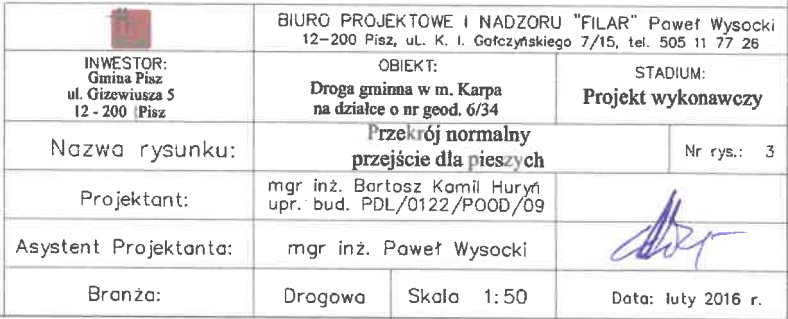 BIURO PROJEKTOWE I NADZORU "FILAR" Paweł Wysocki
12-200 Pisz, uL. K. I. Gałczyńskiego 7/15, tel. 505 11 77 26
INWESTOR:
Gmina Pisz
ul. Gizewiusza 5
12 - 200 Pisz
OBIEKT:
Droga gminna w m. Karpa
na działce o nr geod. 6/34
STADIUM:
Projekt wykonawczy
Nazwa rysunku:
Przekrój normalny
przejście dla pieszych
Nr rys.: 3
Projektant:
mgr inż. Bartosz Kamil Huryń
upr. bud. PDL/0122/POOD/09
Asystent Projektanta:
mgr inż. Paweł Wysocki
Branża:
Drogowa
Skala 1:50
Data: luty 2016 r.